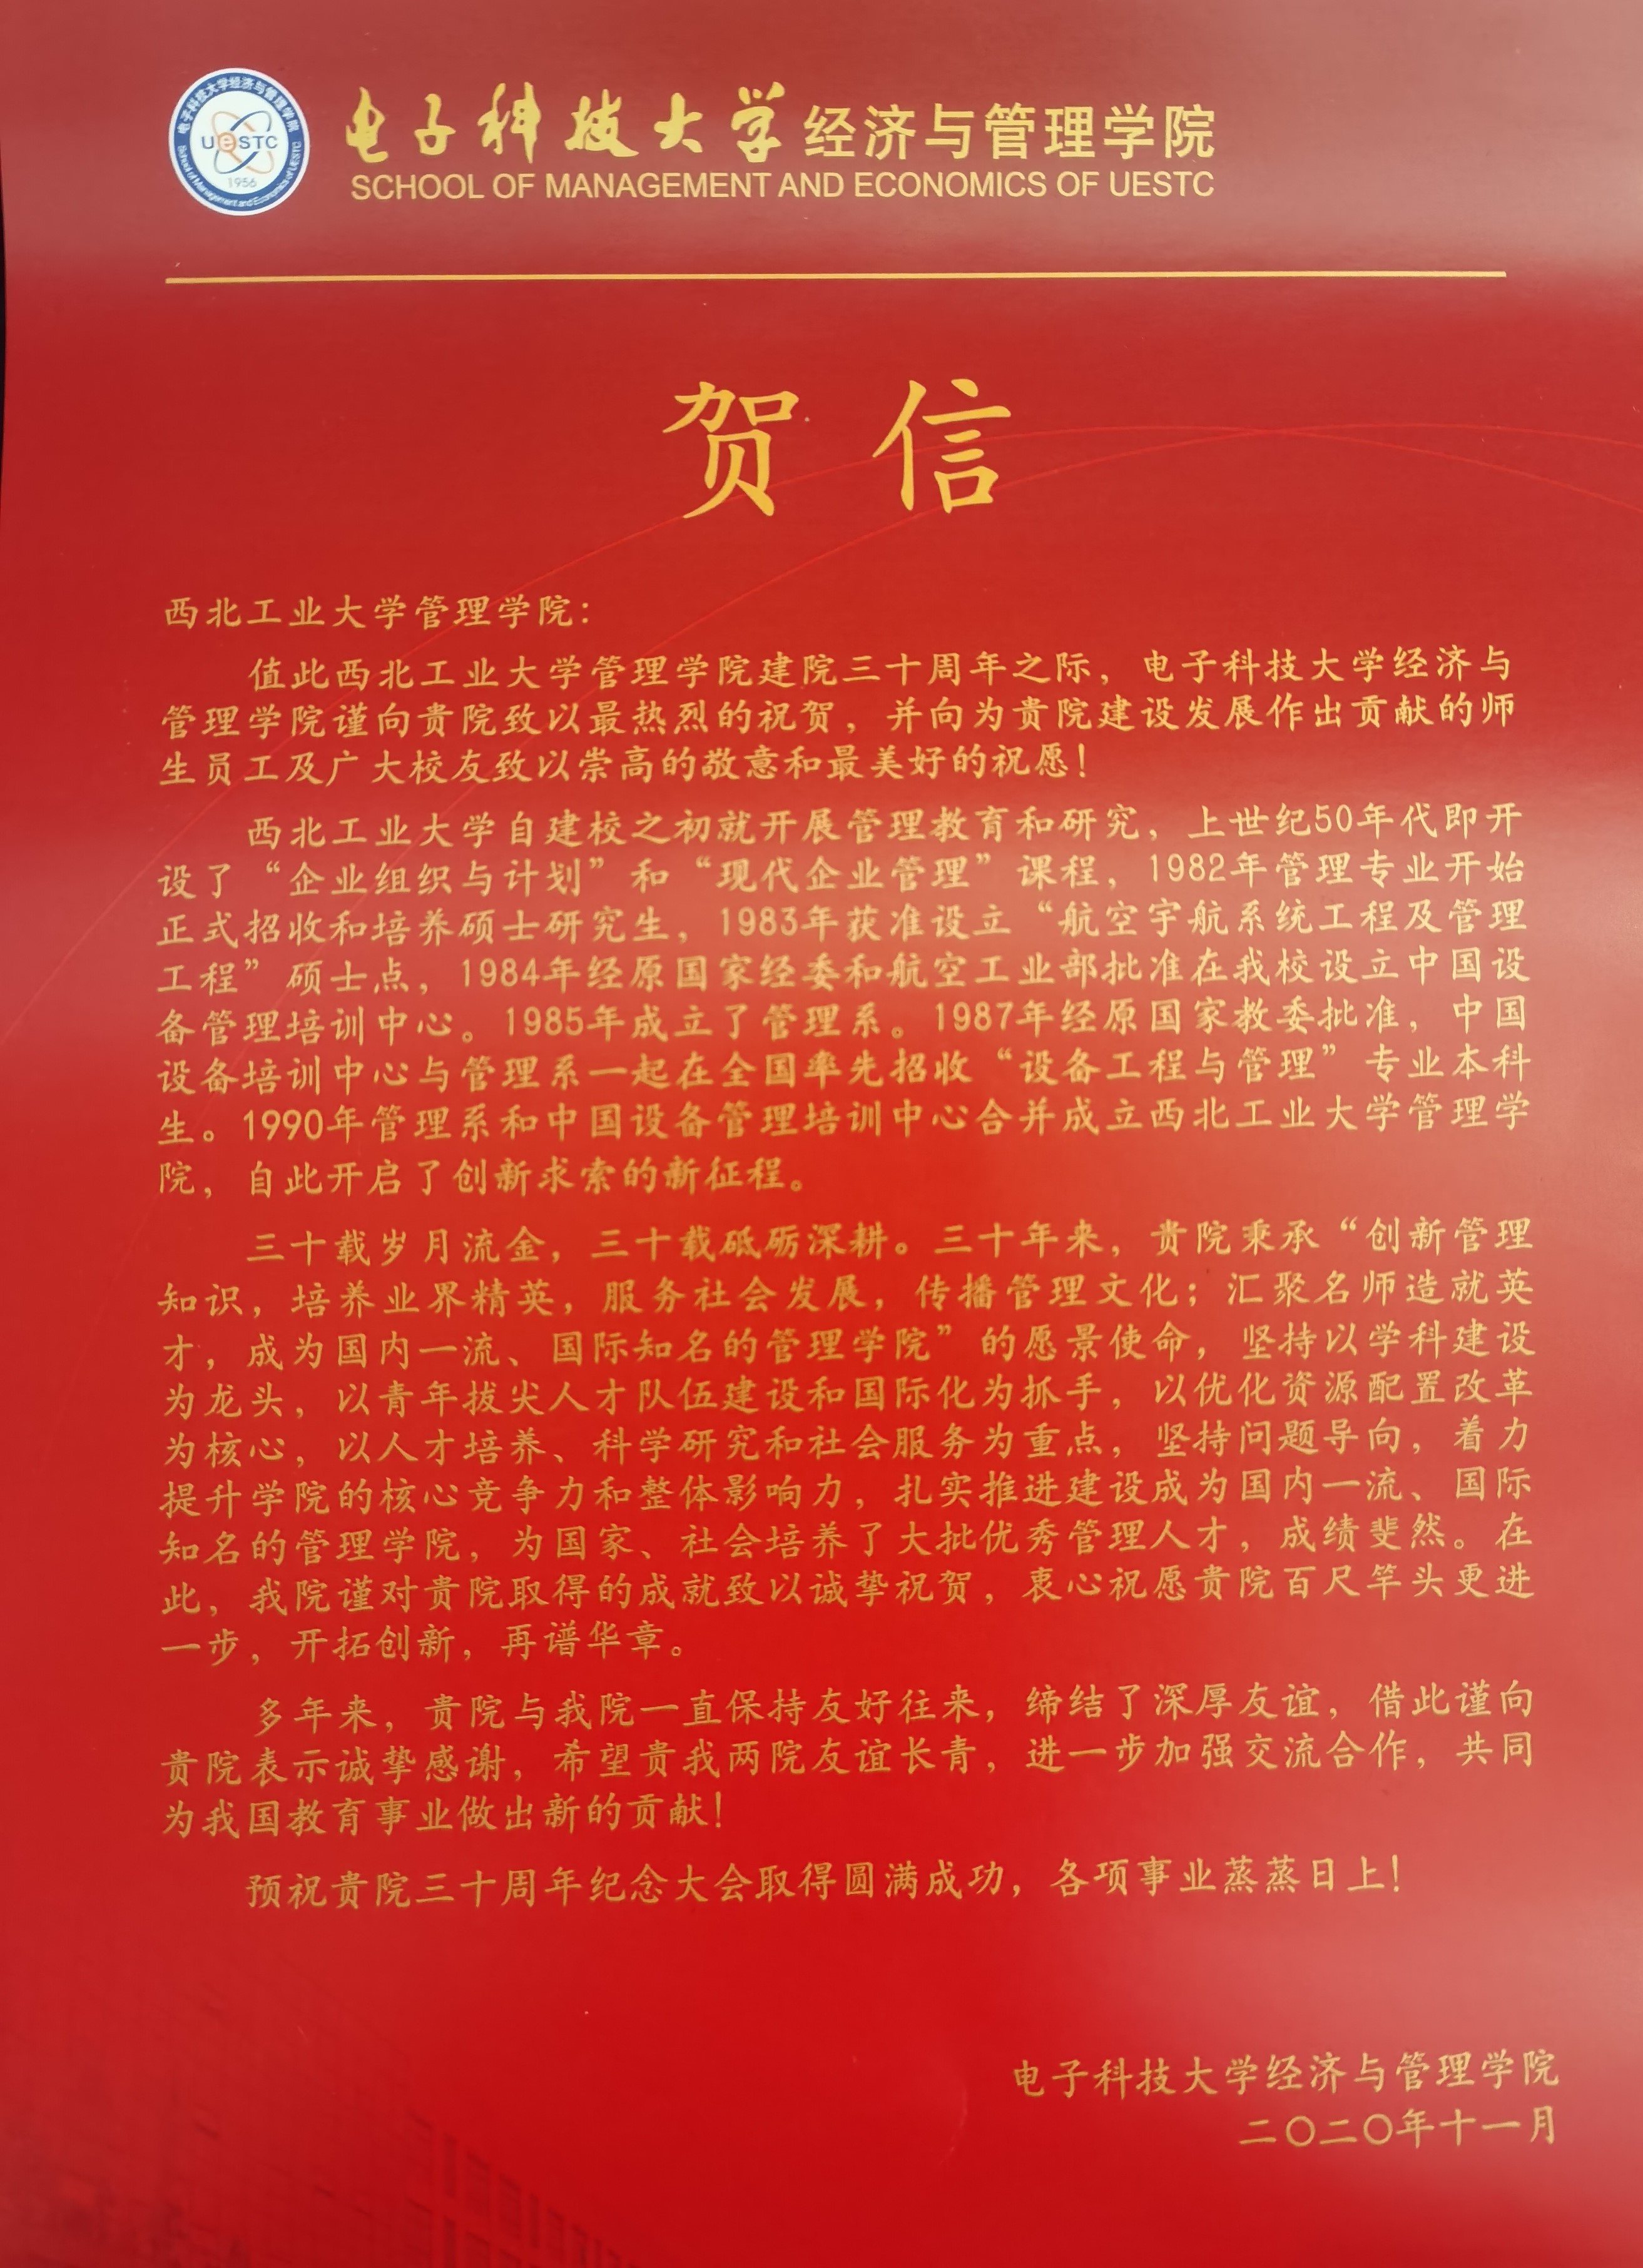 电子科技大学经济与管理学院
UESTC
1956
School of Management and Economics of UESTC
电子科技大学经济与管理学院
SCHOOL OF MANAGEMENT AND ECONOMICS OF UESTC
贺信
西北工业大学管理学院：
值此西北工业大学管理学院建院三十周年之际，电子科技大学经济与
管理学院谨向贵院致以最热烈的祝贺，并向为贵院建设发展作出贡献的师
生员工及广大校友致以崇高的敬意和最美好的祝愿！
西北工业大学自建校之初就开展管理教育和研究，上世纪50年代即开
设了“企业组织与计划”和“现代企业管理”课程，1982年管理专业开始
正式招收和培养硕士研究生，1983年获准设立“航空宇航系统工程及管理
工程”硕士点，1984年经原国家经委和航空工业部批准在我校设立中国设
备管理培训中心。1985年成立了管理系。1987年经原国家教委批准，中国
设备培训中心与管理系一起在全国率先招收“设备工程与管理”专业本科
生。1990年管理系和中国设备管理培训中心合并成立西北工业大学管理学
院，自此开启了创新求索的新征程。
三十载岁月流金，三十载砥砺深耕。三十年来，贵院秉承“创新管理
知识，培养业界精英，服务社会发展，传播管理文化；汇聚名师造就英
才，成为国内一流、国际知名的管理学院”的愿景使命，坚持以学科建设
为龙头，以青年拔尖人才队伍建设和国际化为抓手，以优化资源配置改革
为核心，以人才培养、科学研究和社会服务为重点，坚持问题导向，着力
提升学院的核心竞争力和整体影响力，扎实推进建设成为国内一流、国际
知名的管理学院，为国家、社会培养了大批优秀管理人才，成绩斐然。在
此，我院谨对贵院取得的成就致以诚挚祝贺，衷心祝愿贵院百尺竿头更进
一步，开拓创新，再谱华章。
多年来，贵院与我院一直保持友好往来，缔结了深厚友谊，借此谨向
贵院表示诚挚感谢，希望贵我两院友谊长青，进一步加强交流合作，共同
为我国教育事业做出新的贡献！
预祝贵院三十周年纪念大会取得圆满成功，各项事业蒸蒸日上！
电子科技大学经济与管理学院
二〇二〇年十一月